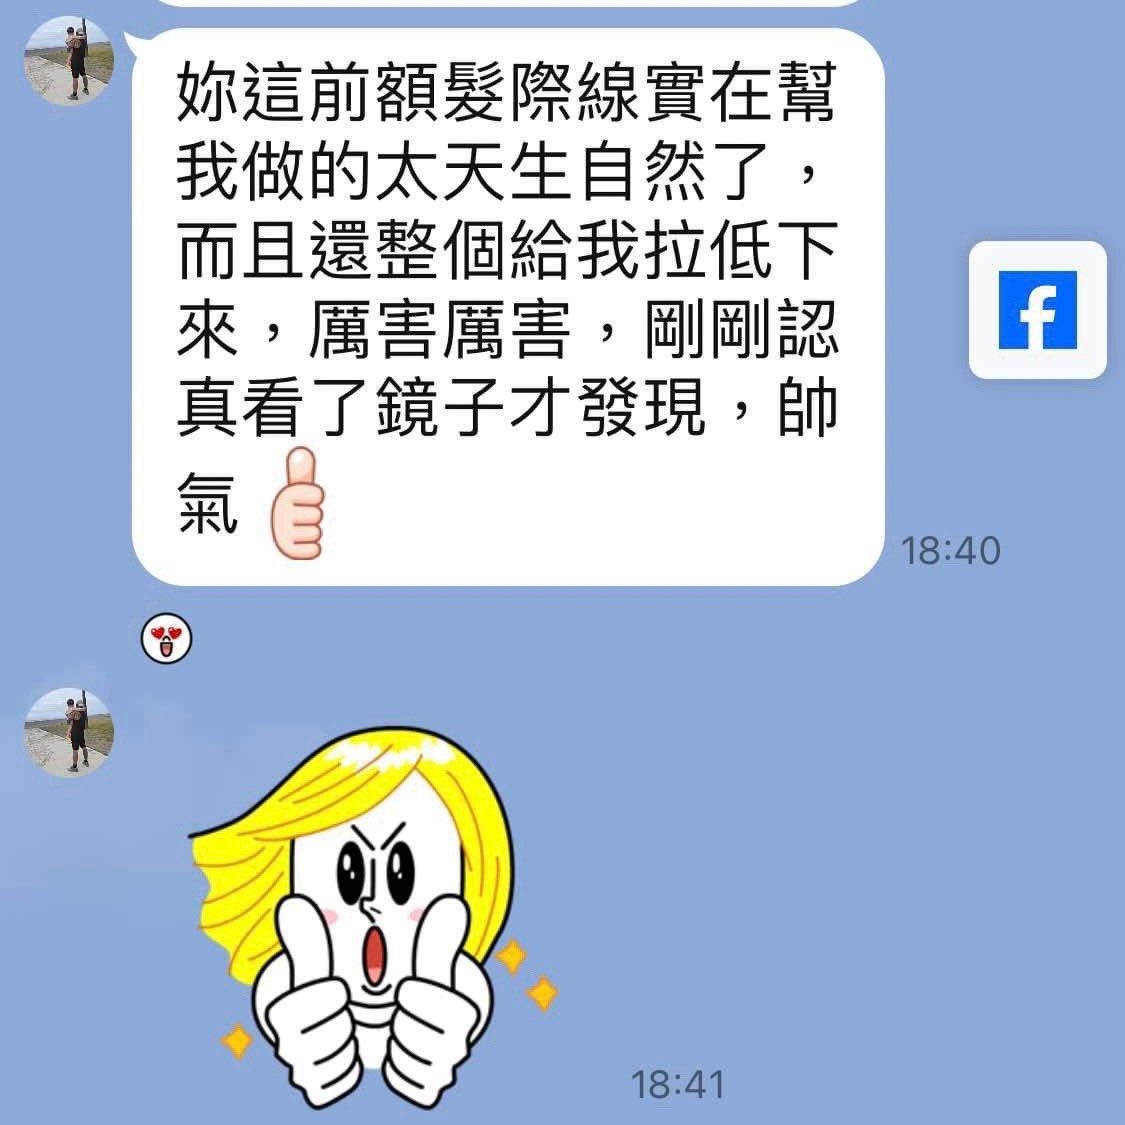 妳這前額髮際線實在幫
我做的太天生自然了，
而且還整個給我拉低下
來，厲害厲害，剛剛認
真看了鏡子才發現，帥
氣👍🏻
18:40
18:41